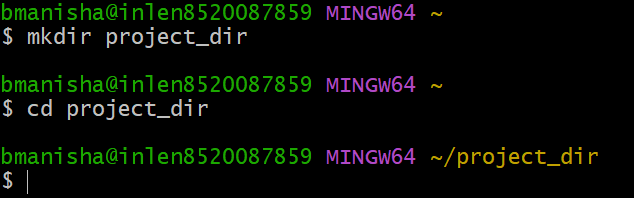 bmanisha@inlen8520087859 MINGW64 ~
$ mkdir project_dir
bmanisha@inlen8520087859 MINGW64 ~
$ cd project_dir
bmanisha@inlen8520087859 MINGW64 ~/project_dir
$